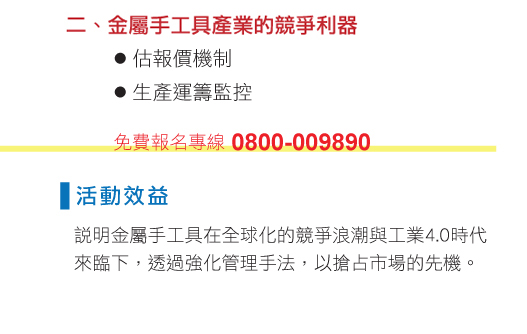 二、金屬手工具產業的競爭利器
● 估報價機制
● 生產運籌監控
免費報名專線 0800-009890
活動效益
説明金屬手工具在全球化的競爭浪潮與工業4.0時代
來臨下，透過強化管理手法，以搶占市場的先機。